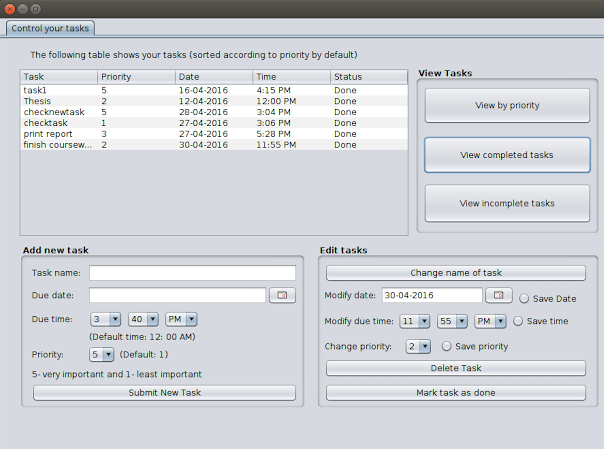 Control your tasks
The following table shows your tasks (sorted according to priority by default)
Task Priority Date Time Status
task1 5 16-04-2016 4:15 PM Done
Thesis 2 12-04-2016 12:00 PM Done
checknewtask 5 28-04-2016 3:04 PM Done
checktask 1 27-04-2016 3:06 PM Done
print report 3 27-04-2016 5:28 PM Done
finish coursew... 2 30-04-2016 11:55 PM Done
View Tasks
View by priority
View completed tasks
View incomplete tasks
Add new task
Task name:
Due date:
Due time: 3 40 PM
(Default time: 12: 00 AM)
Priority: 5 (Default: 1)
5- very important and 1- least important
Submit New Task
Edit tasks
Change name of task
Modify date: 30-04-2016 Save Date
Modify due time: 11 55 PM Save time
Change priority: 2 Save priority
Delete Task
Mark task as done